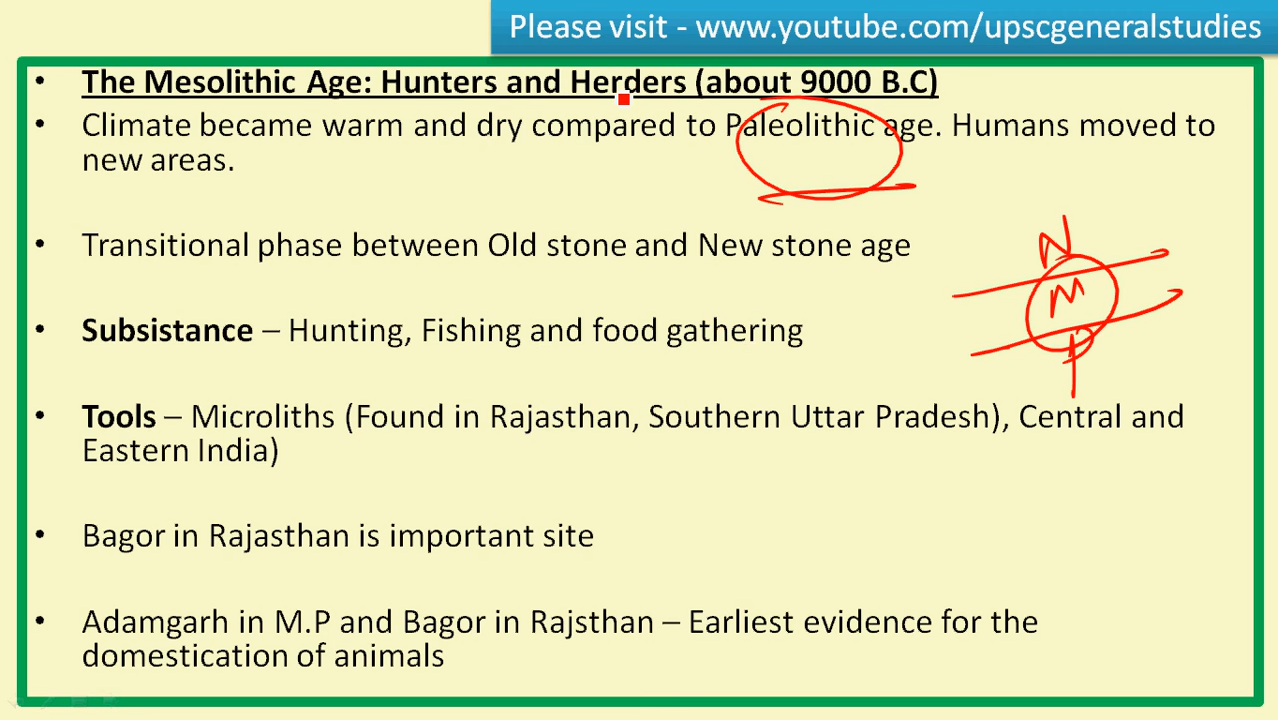 Please visit - www.youtube.com/upscgeneralstudies
• The Mesolithic Age: Hunters and Herders (about 9000 B.C)
• Climate became warm and dry compared to Paleolithic age. Humans moved to
new areas.
• Transitional phase between Old stone and New stone age
• Subsistance – Hunting, Fishing and food gathering
• Tools – Microliths (Found in Rajasthan, Southern Uttar Pradesh), Central and
Eastern India)
• Bagor in Rajasthan is important site
• Adamgarh in M.P and Bagor in Rajsthan – Earliest evidence for the
domestication of animals
N
M
P